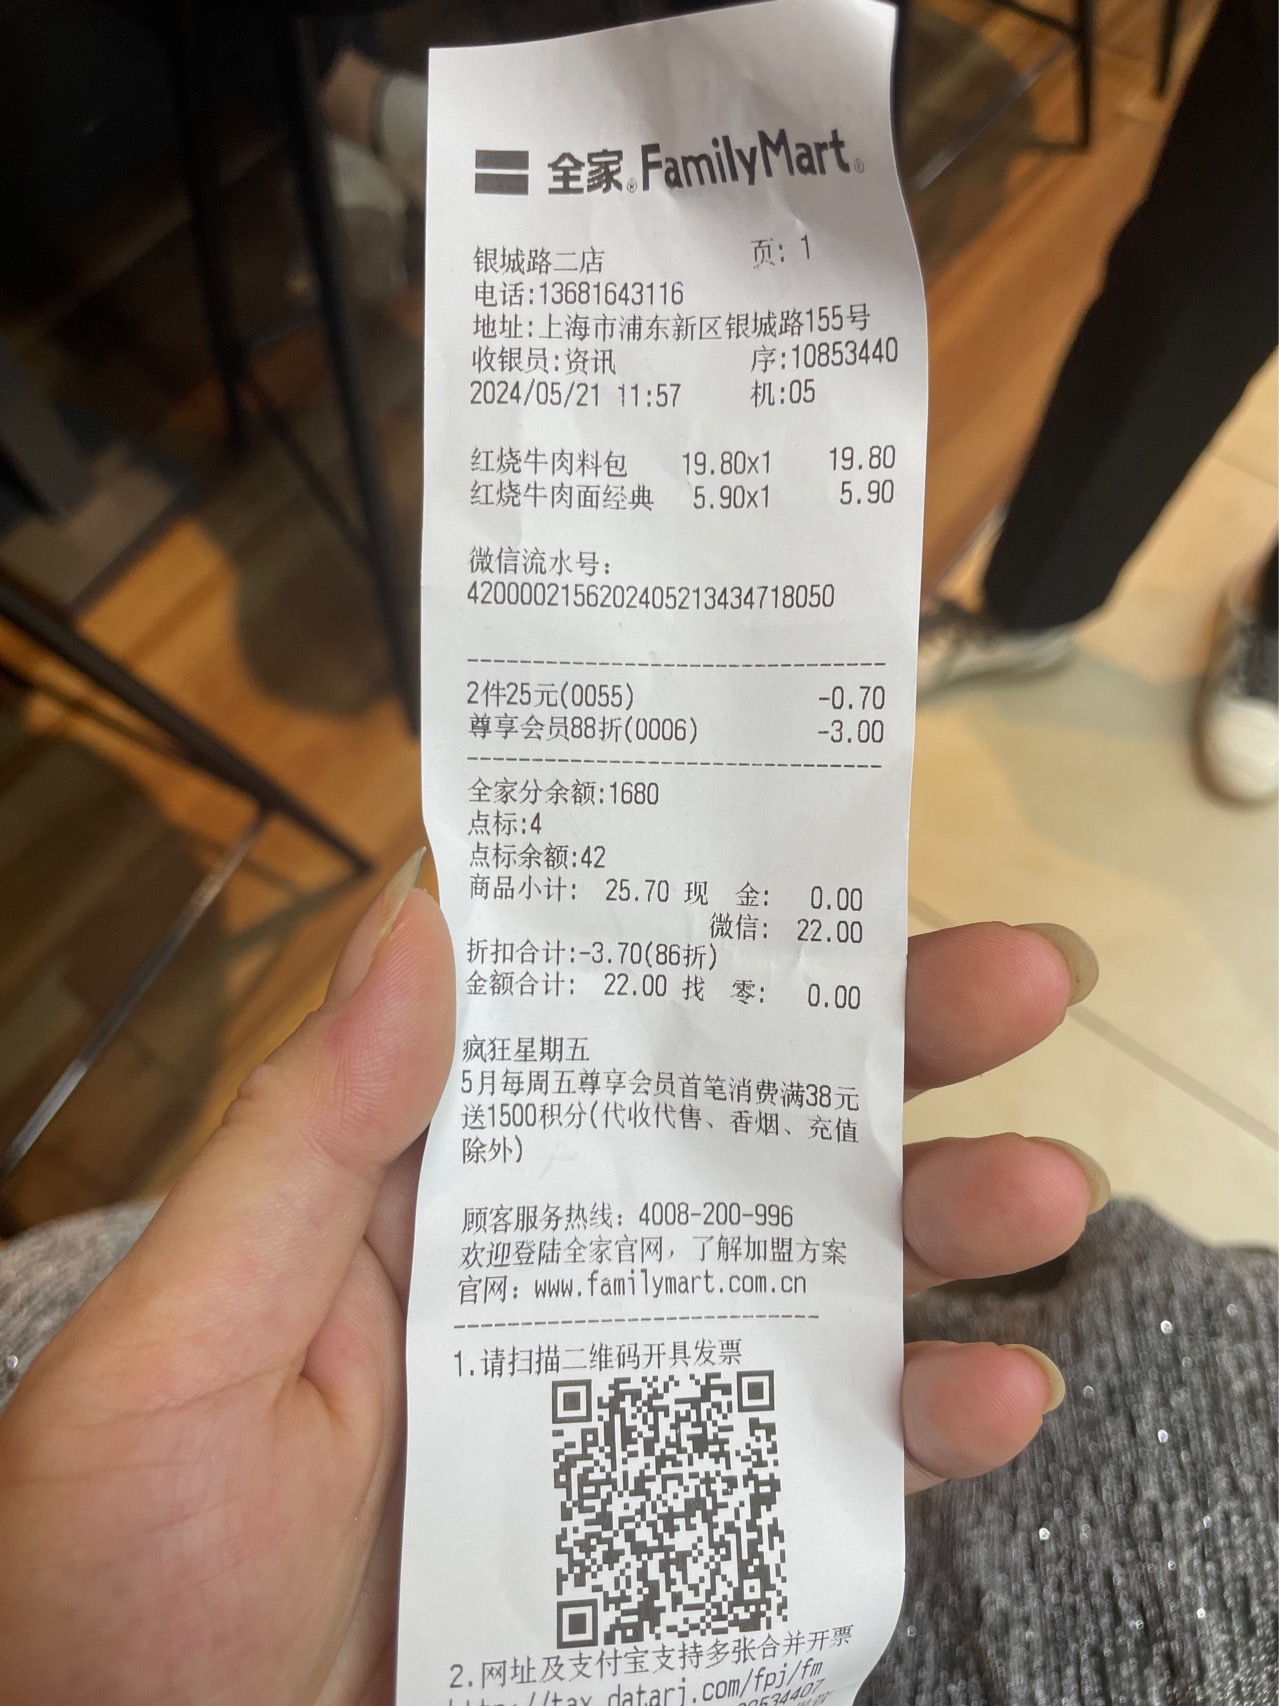 全家 FamilyMart
银城路二店 页: 1
电话:13681643116
地址:上海市浦东新区银城路155号
收银员:资讯 序:10853440
2024/05/21 11:57 机:05
红烧牛肉料包 19.80x1 19.80
红烧牛肉面经典 5.90x1 5.90
微信流水号:
4200002156202405213434718050
2件25元(0055) -0.70
尊享会员88折(0006) -3.00
全家分余额:1680
点标:4
点标余额:42
商品小计: 25.70 现 金: 0.00
微信: 22.00
折扣合计:-3.70(86折)
金额合计: 22.00 找 零: 0.00
疯狂星期五
5月每周五尊享会员首笔消费满38元
送1500积分(代收代售、香烟、充值
除外)
顾客服务热线: 4008-200-996
欢迎登陆全家官网，了解加盟方案
官网: www.familymart.com.cn
1.请扫描二维码开具发票
2.网址及支付宝支持多张合并开票
http://tax.datarj.com/fpj/fm